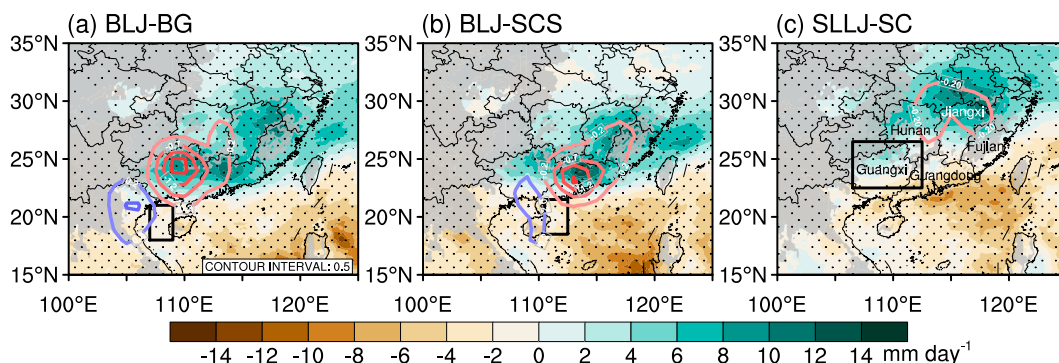 (a) BLJ-BG
(b) BLJ-SCS
(c) SLLJ-SC
35°N
30°N
25°N
20°N
15°N
100°E
110°E
120°E
CONTOUR INTERVAL: 0.5
35°N
30°N
25°N
20°N
15°N
100°E
110°E
120°E
35°N
30°N
25°N
20°N
15°N
100°E
110°E
120°E
-0.20
jiangxi
Hunan
Fujian
Guangxi
Guangdong
-14 -12 -10 -8 -6 -4 -2 0 2 4 6 8 10 12 14 mm day⁻¹